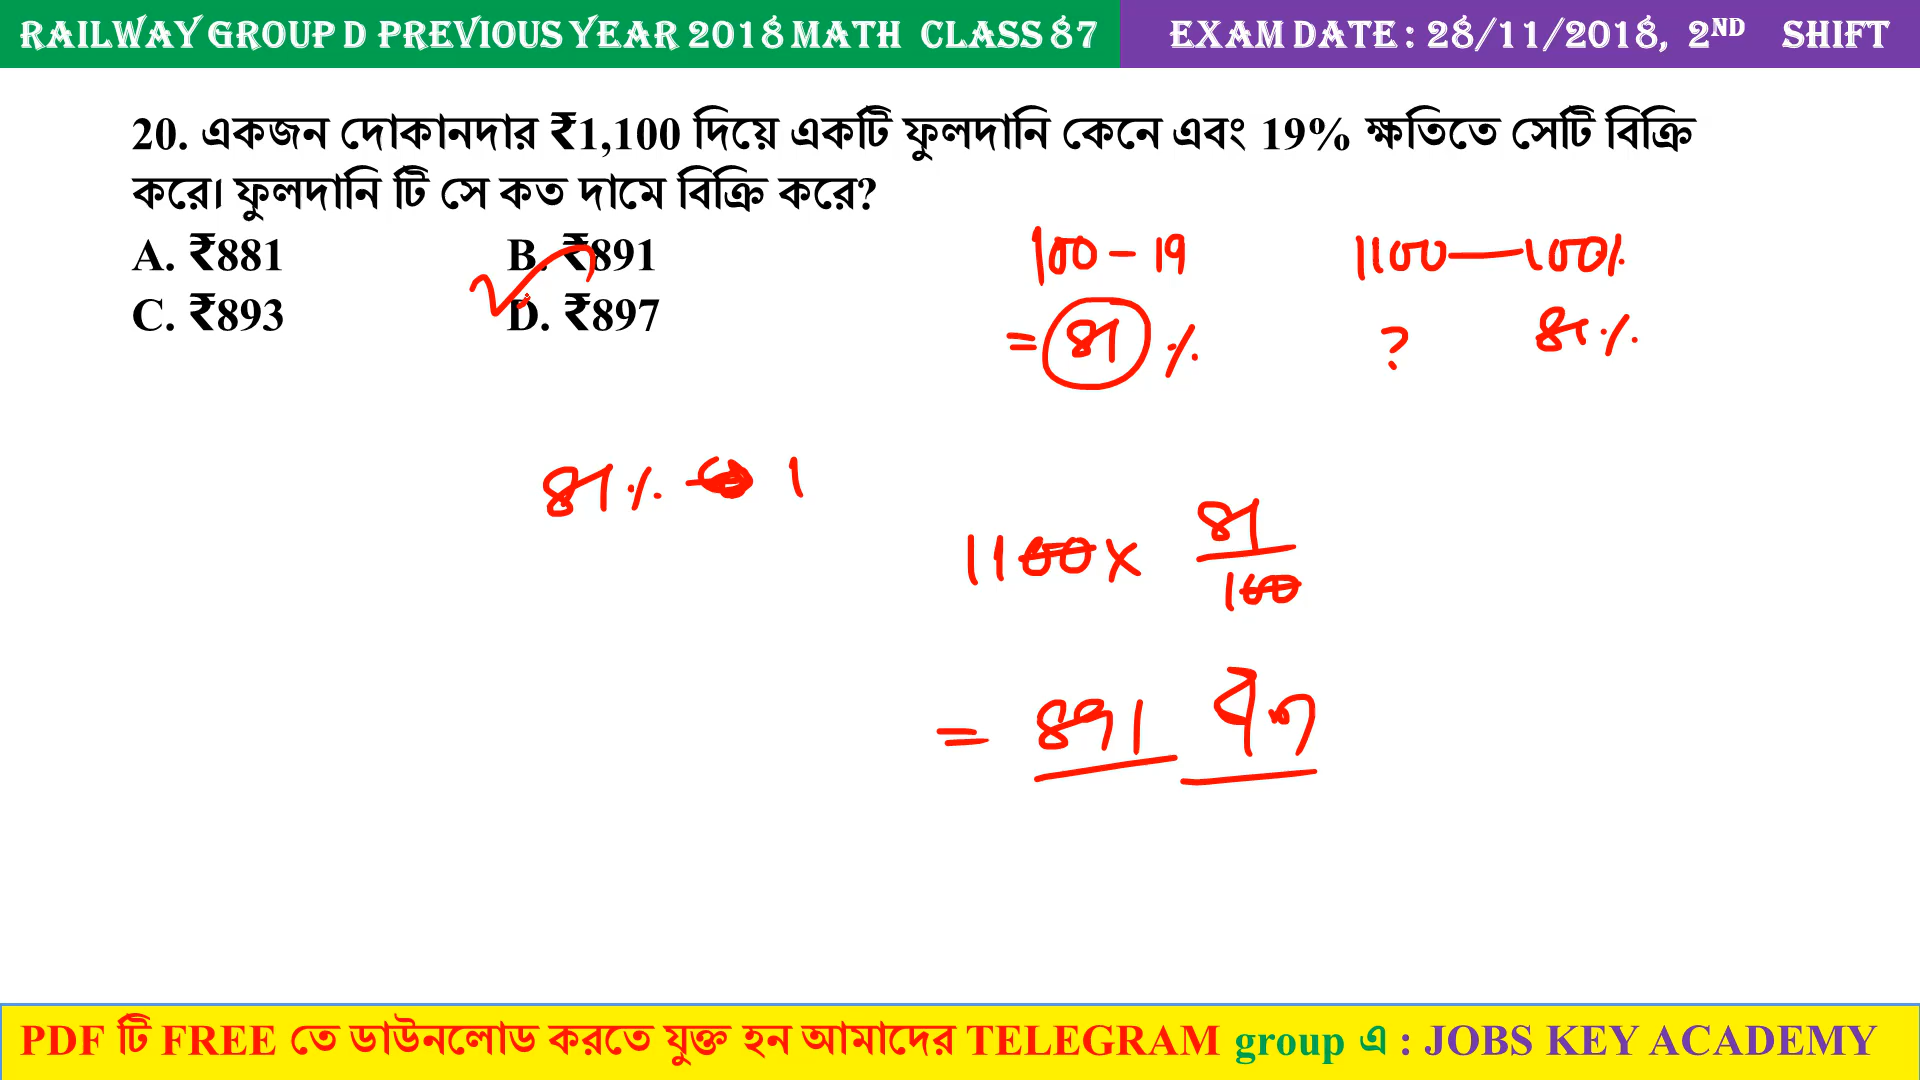 RAILWAY GROUP D PREVIOUS YEAR 2018 MATH CLASS 87 EXAM DATE : 28/11/2018, 2ND SHIFT
20. একজন দোকানদার ₹1,100 দিয়ে একটি ফুলদানি কেনে এবং 19% ক্ষতিতে সেটি বিক্রি
করে। ফুলদানি টি সে কত দামে বিক্রি করে?
A. ₹881 B. ₹891
C. ₹893 D. ₹897
100 - 19 1100 — 100%
= 81 % ? 81%
81% 1
1100 x 81/100
= 891
PDF টি FREE তে ডাউনলোড করতে যুক্ত হন আমাদের TELEGRAM group এ : JOBS KEY ACADEMY